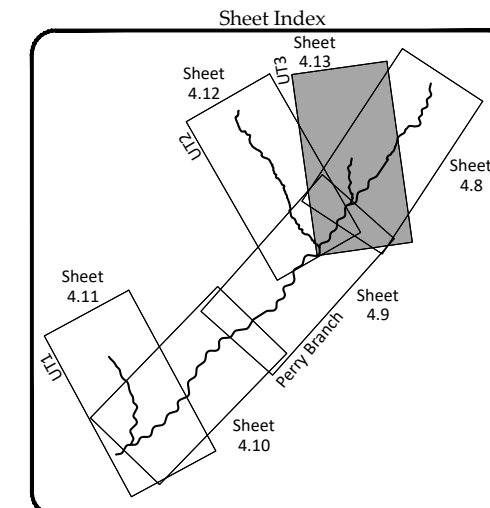 Sheet Index
Sheet
4.13
UT3
Sheet
4.12
UT2
Sheet
4.8
Sheet
4.11
UT1
Sheet
4.9
Perry Branch
Sheet
4.10